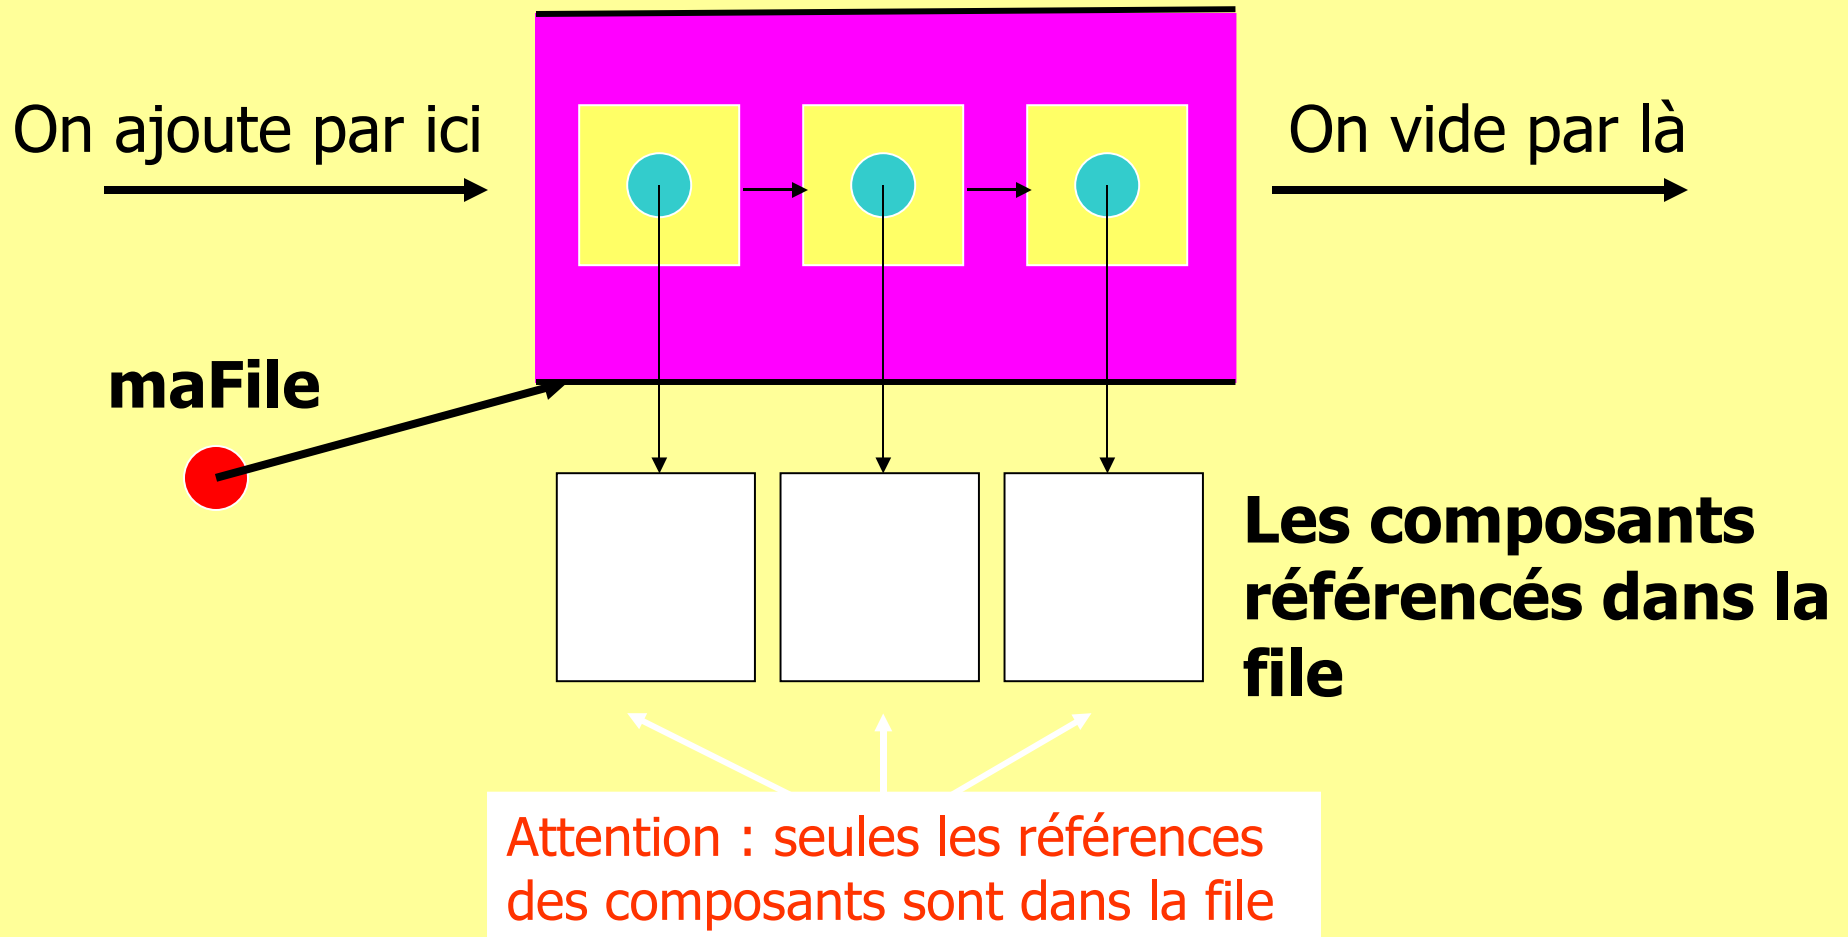 On ajoute par ici
On vide par là
maFile
Les composants
référencés dans la
file
Attention : seules les références
des composants sont dans la file